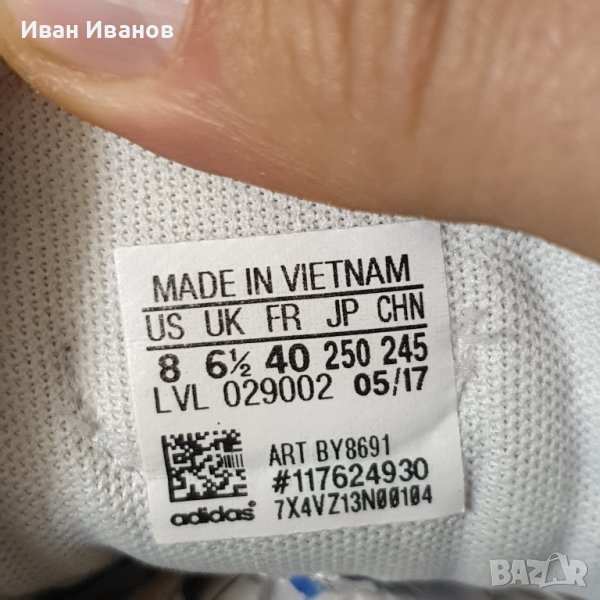 Иван Иванов
MADE IN VIETNAM
US UK FR JP CHN
8 6½ 40 250 245
LVL 029002 05/17
ART BY8691
#117624930
adidas® 7X4VZ13N00104
BAZAR